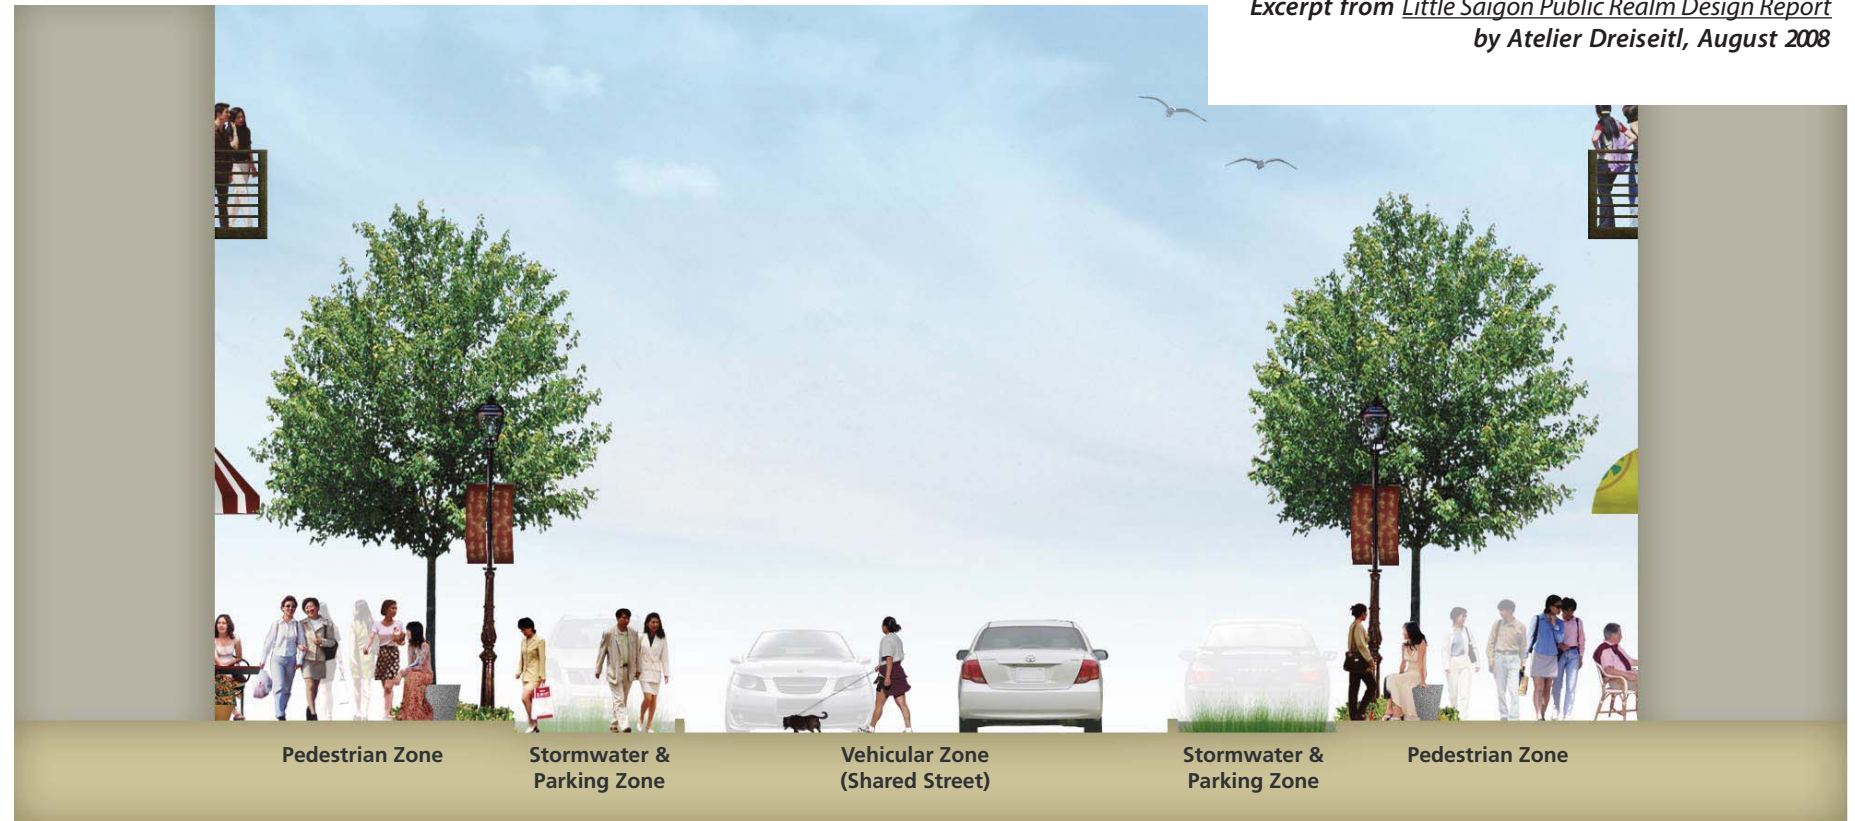 Excerpt from Little Saigon Public Realm Design Report
by Atelier Dreiseitl, August 2008
Pedestrian Zone
Stormwater &
Parking Zone
Vehicular Zone
(Shared Street)
Stormwater &
Parking Zone
Pedestrian Zone